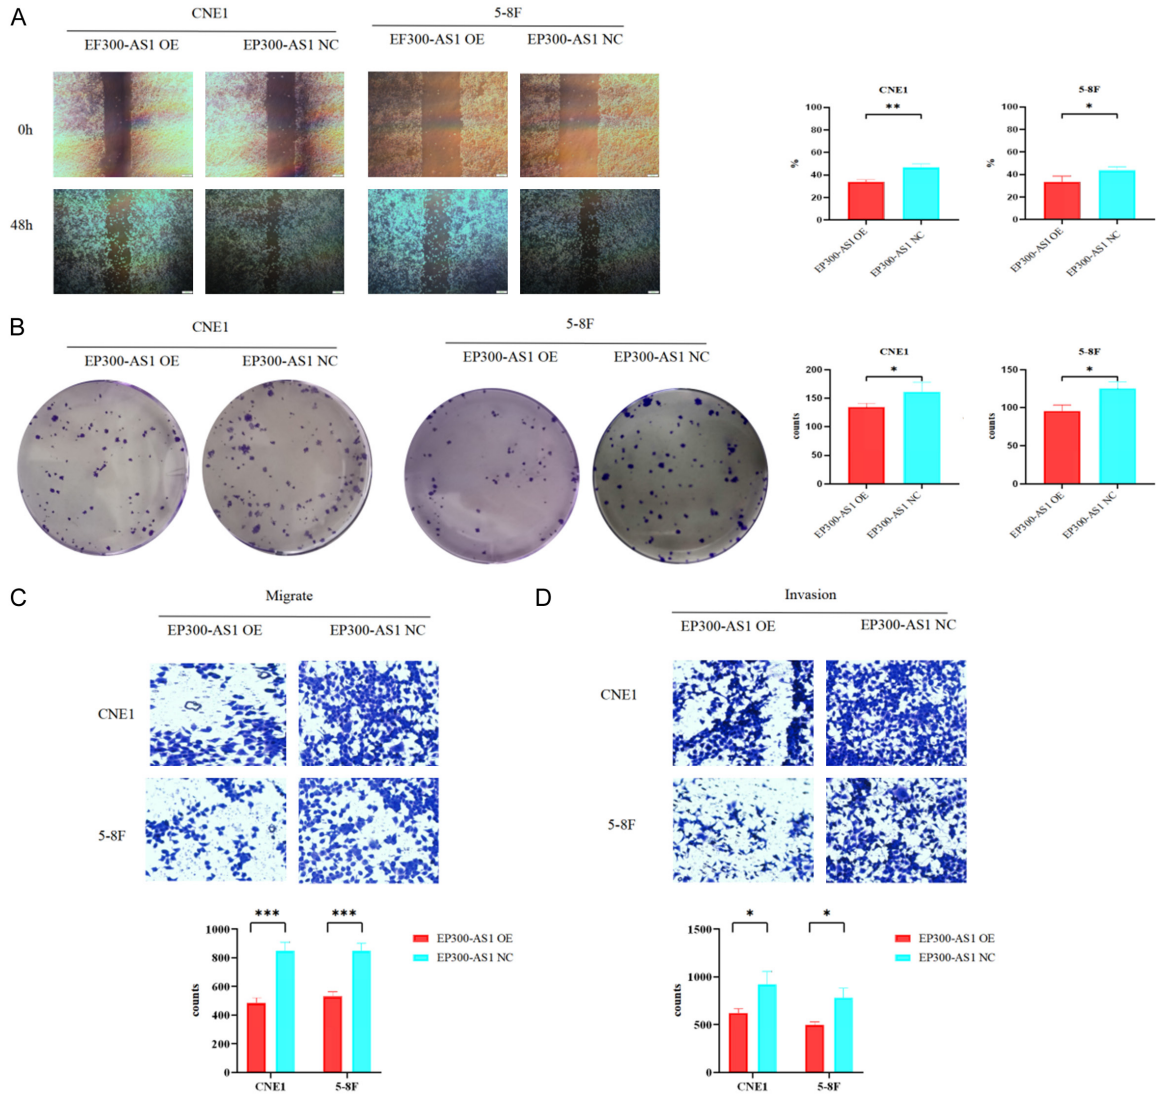 A
CNE1
5-8F
EF300-AS1 OE
EP300-AS1 NC
EF300-AS1 OE
EP300-AS1 NC
0h
48h
CNE1
**
100
80
60
40
20
0
%
EP300-AS1 OE
EP300-AS1 NC
5-8F
*
100
80
60
40
20
0
%
EP300-AS1 OE
EP300-AS1 NC
B
CNE1
5-8F
EP300-AS1 OE
EP300-AS1 NC
EP300-AS1 OE
EP300-AS1 NC
CNE1
*
200
150
100
50
0
counts
EP300-AS1 OE
EP300-AS1 NC
5-8F
*
150
100
50
0
counts
EP300-AS1 OE
EP300-AS1 NC
C
Migrate
EP300-AS1 OE
EP300-AS1 NC
CNE1
5-8F
***
***
1000
800
600
400
200
0
counts
CNE1
5-8F
EP300-AS1 OE
EP300-AS1 NC
D
Invasion
EP300-AS1 OE
EP300-AS1 NC
CNE1
5-8F
*
*
1500
1000
500
0
counts
CNE1
5-8F
EP300-AS1 OE
EP300-AS1 NC